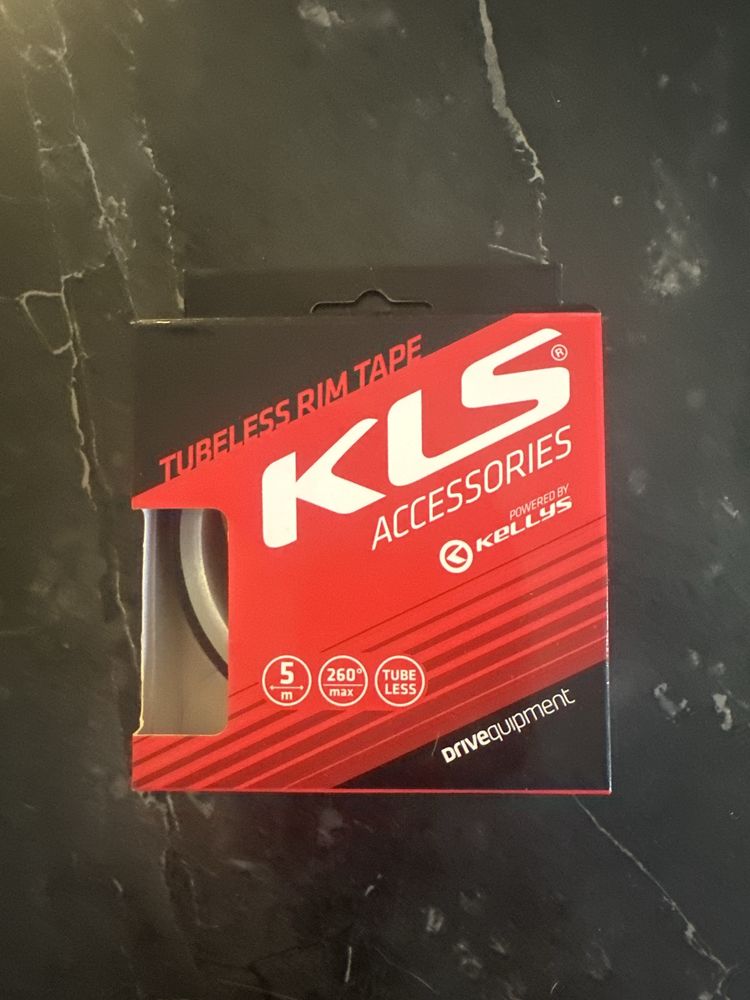 TUBELESS RIM TAPE
KLS®
ACCESSORIES
POWERED BY
KELLYS
5
m
260°
max
TUBE
LESS
DRIVEquipment